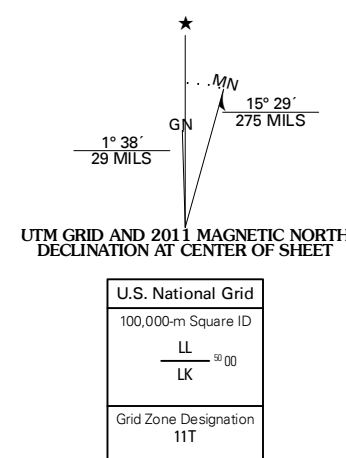 ★
MN
GN
15° 29´
275 MILS
1° 38´
29 MILS
UTM GRID AND 2011 MAGNETIC NORTH
DECLINATION AT CENTER OF SHEET
U.S. National Grid
100,000-m Square ID
LL
50 00
LK
Grid Zone Designation
11T